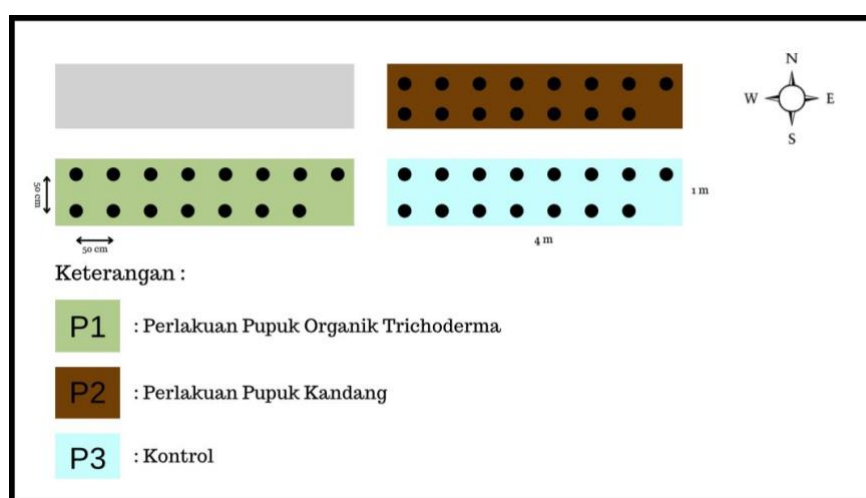 N
W E
S
50 cm
1 m
50 cm
4 m
Keterangan :
P1 : Perlakuan Pupuk Organik Trichoderma
P2 : Perlakuan Pupuk Kandang
P3 : Kontrol